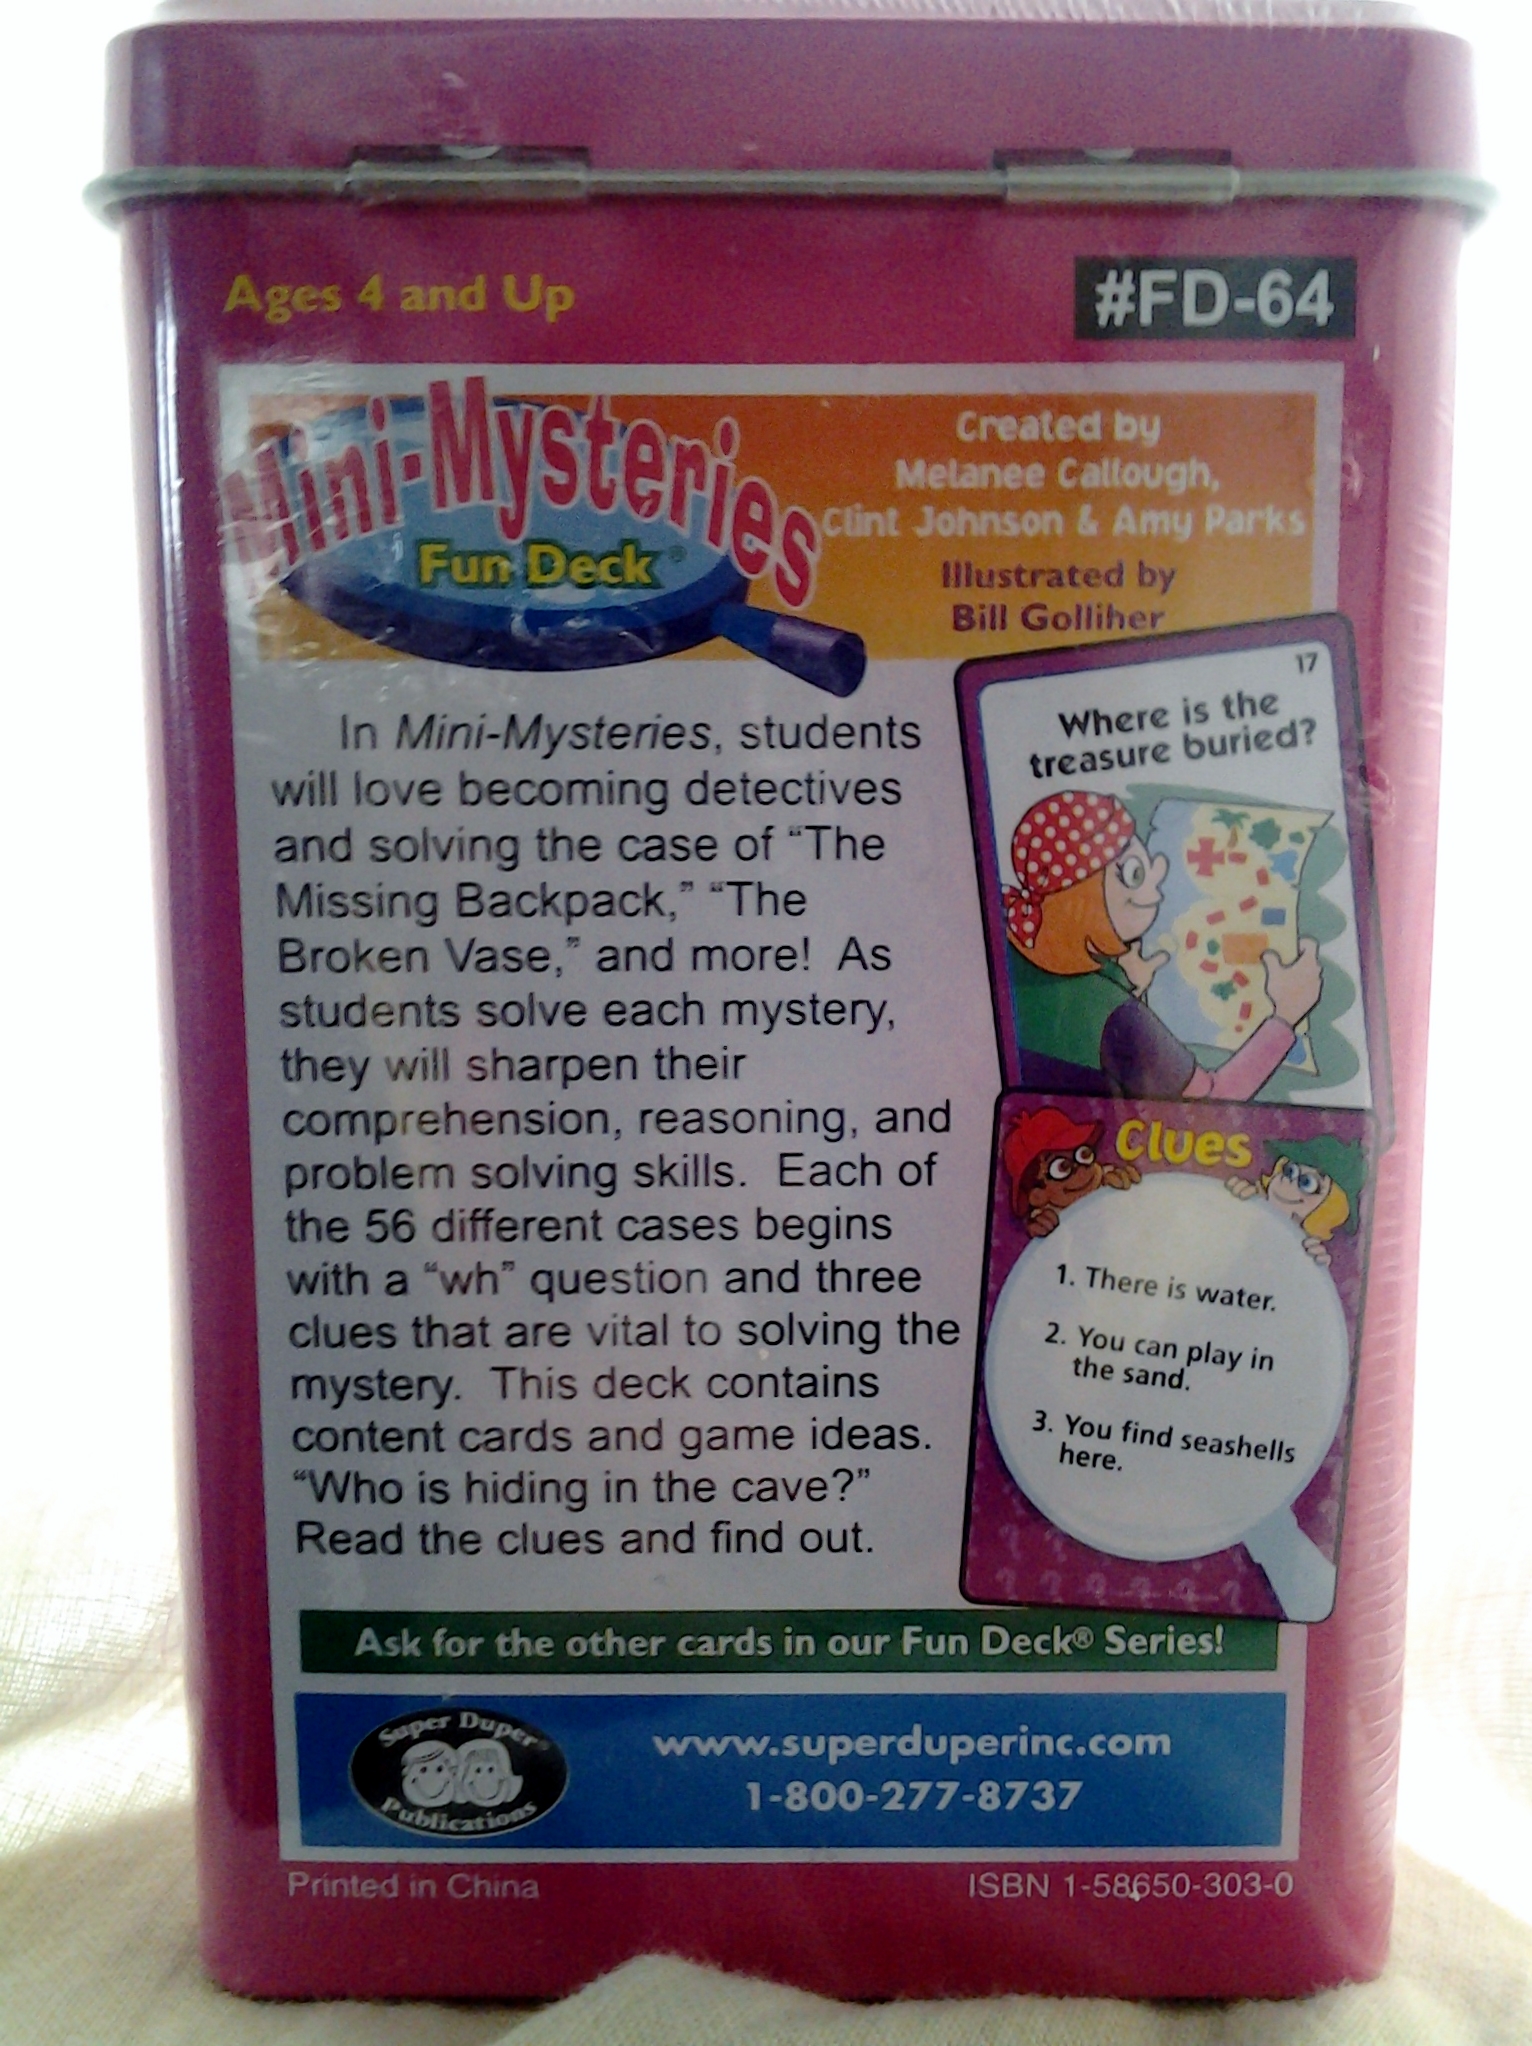 Ages 4 and Up
#FD-64
Mini-Mysteries
Fun Deck®
Created by
Melanee Callough,
Clint Johnson & Amy Parks
Illustrated by
Bill Golliher
In Mini-Mysteries, students
will love becoming detectives
and solving the case of “The
Missing Backpack,” “The
Broken Vase,” and more! As
students solve each mystery,
they will sharpen their
comprehension, reasoning, and
problem solving skills. Each of
the 56 different cases begins
with a “wh” question and three
clues that are vital to solving the
mystery. This deck contains
content cards and game ideas.
“Who is hiding in the cave?”
Read the clues and find out.
17
Where is the
treasure buried?
Clues
1. There is water.
2. You can play in
the sand.
3. You find seashells
here.
Ask for the other cards in our Fun Deck® Series!
Super Duper®
Publications
www.superduperinc.com
1-800-277-8737
Printed in China
ISBN 1-58650-303-0